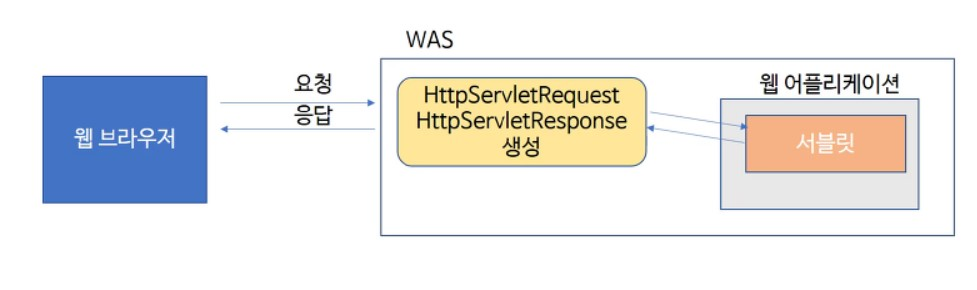 WAS
웹 브라우저
요청
응답
HttpServletRequest
HttpServletResponse
생성
웹 어플리케이션
서블릿